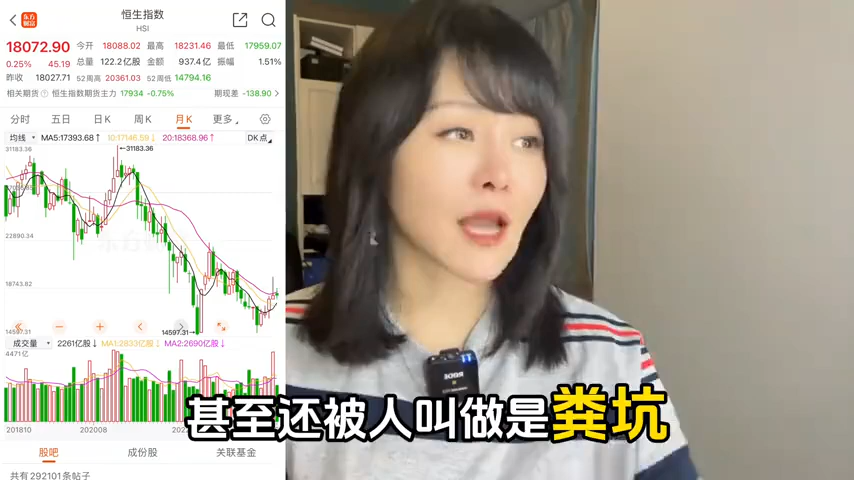 东方财富
恒生指数
HSI
18072.90 今开 18088.02 最高 18231.46 最低 17959.07
0.25% 45.19 总量 122.2亿股 金额 937.4亿 振幅 1.51%
昨收 18027.71 52周高 20361.03 52周低 14794.16
相关期货 恒生指数期货主力 17934 -0.75% 期现差 -138.90
分时 五日 日K 周K 月K 更多
均线 MA5:17393.68↑ 10:17146.59↓ 20:18368.96↑ DK点
31183.36
31183.36
22890.34
18743.82
14597.31
14597.31
成交量 2261亿股↓ MA1:2833亿股↓ MA2:2690亿股↓
4471亿
201810 202008
股吧 成份股 关联基金
共有292101条帖子
甚至还被人叫做是粪坑